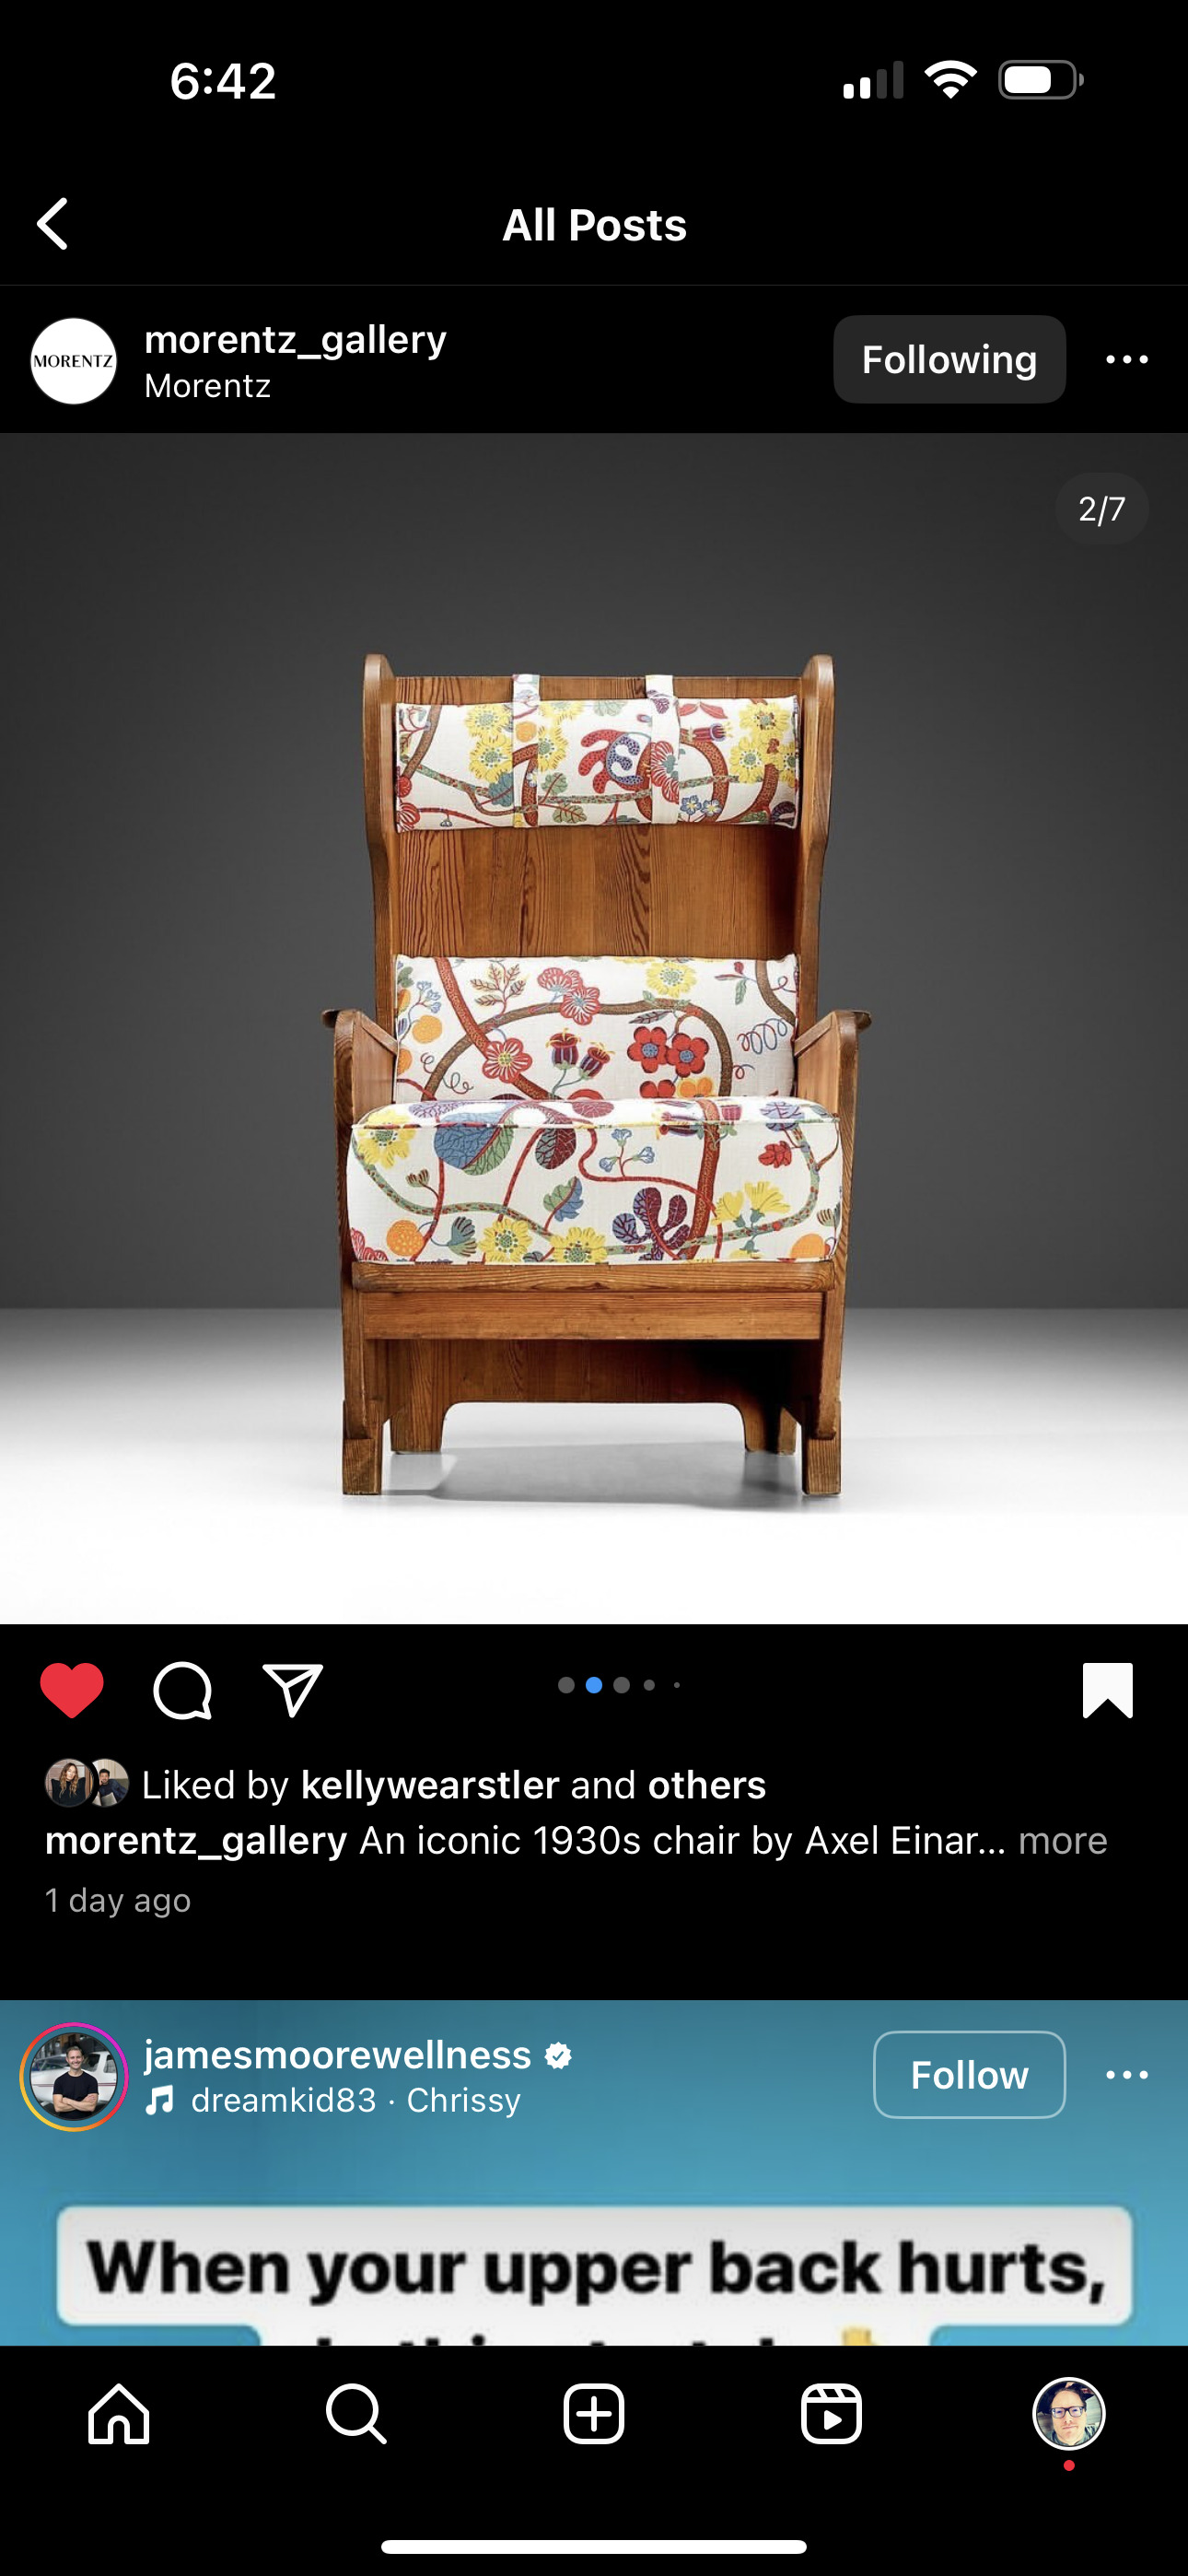 6:42
All Posts
MORENTZ
morentz_gallery
Morentz
Following
2/7
Liked by kellywearstler and others
morentz_gallery An iconic 1930s chair by Axel Einar... more
1 day ago
jamesmoorewellness
dreamkid83 · Chrissy
Follow
When your upper back hurts,